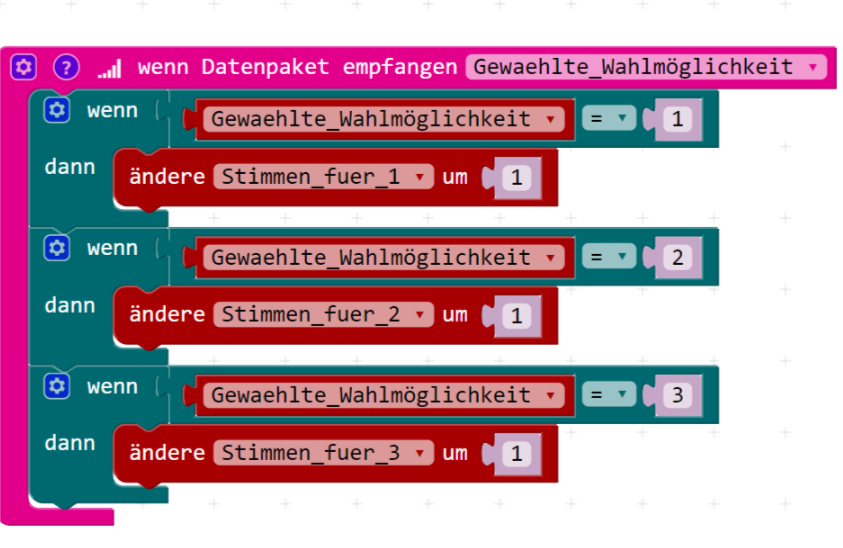 ? wenn Datenpaket empfangen Gewaehlte_Wahlmöglichkeit
wenn Gewaehlte_Wahlmöglichkeit = 1
dann ändere Stimmen_fuer_1 um 1
wenn Gewaehlte_Wahlmöglichkeit = 2
dann ändere Stimmen_fuer_2 um 1
wenn Gewaehlte_Wahlmöglichkeit = 3
dann ändere Stimmen_fuer_3 um 1